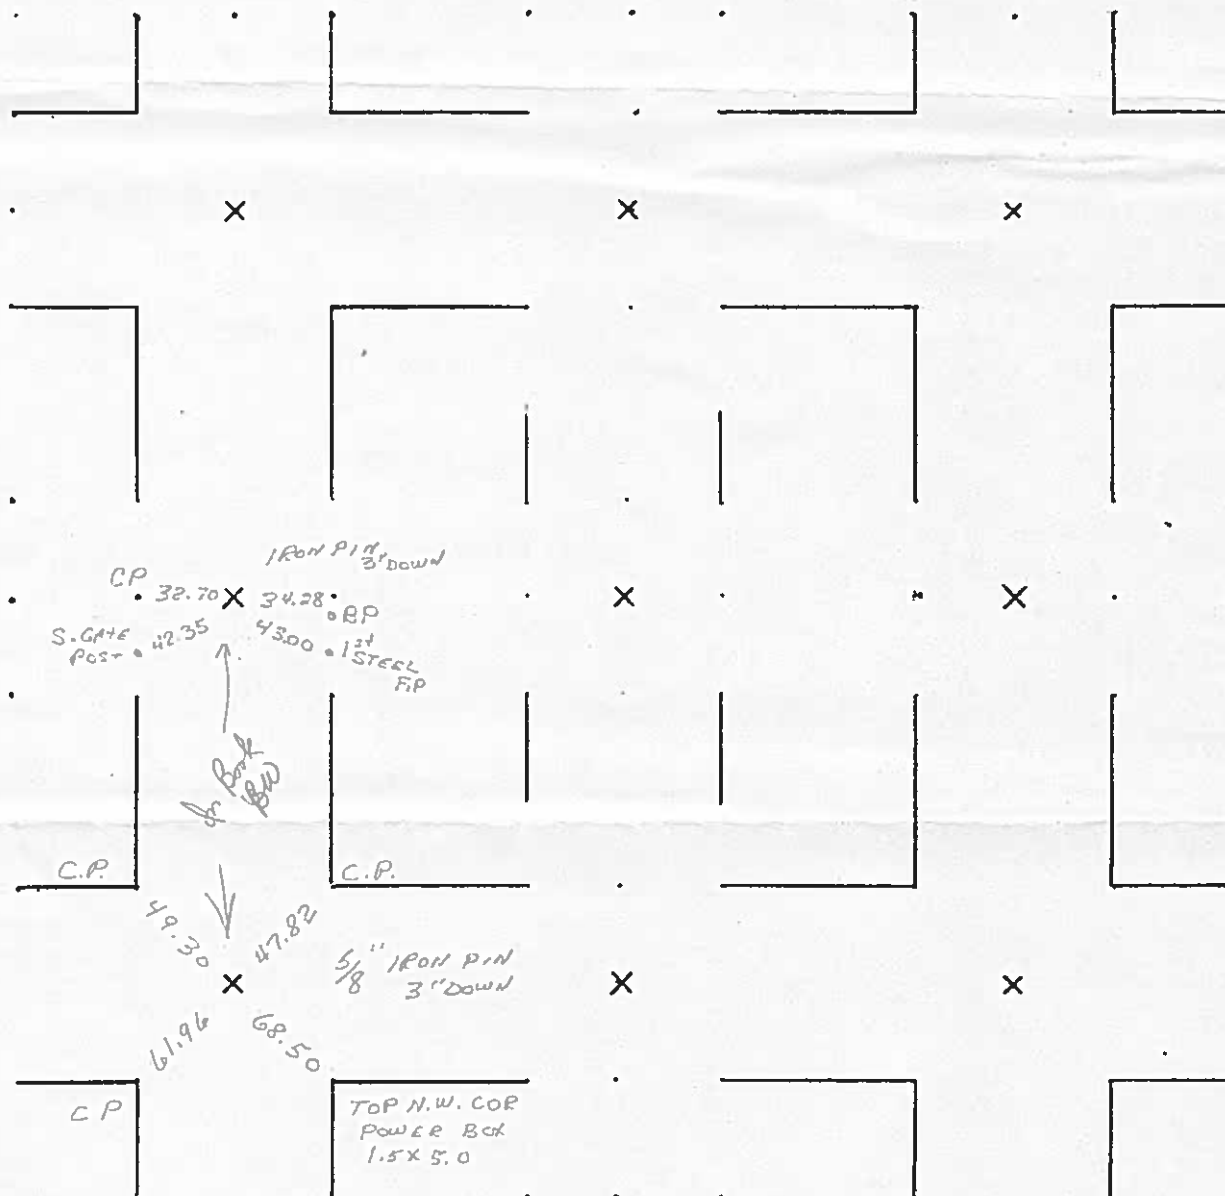 IRON PIN
3" DOWN
CP 32.70 34.28
BP
S. GATE
POST 42.35 43.00 1st
STEEL
F.P
Book
BW
C.P. C.P.
49.30 47.82
5/8" IRON PIN
3" DOWN
61.96 68.50
CP
TOP N.W. COR
POWER BOX
1.5 X 5.0